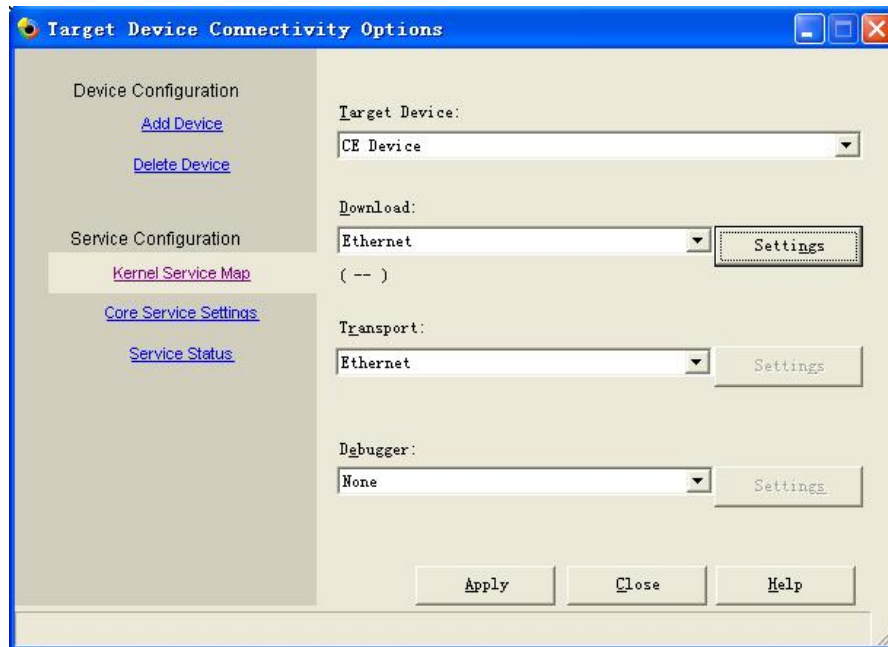 Target Device Connectivity Options
Device Configuration
Add Device
Delete Device
Service Configuration
Kernel Service Map
Core Service Settings
Service Status
Target Device:
CE Device
Download:
Ethernet
Settings
( -- )
Transport:
Ethernet
Settings
Debugger:
None
Settings
Apply
Close
Help